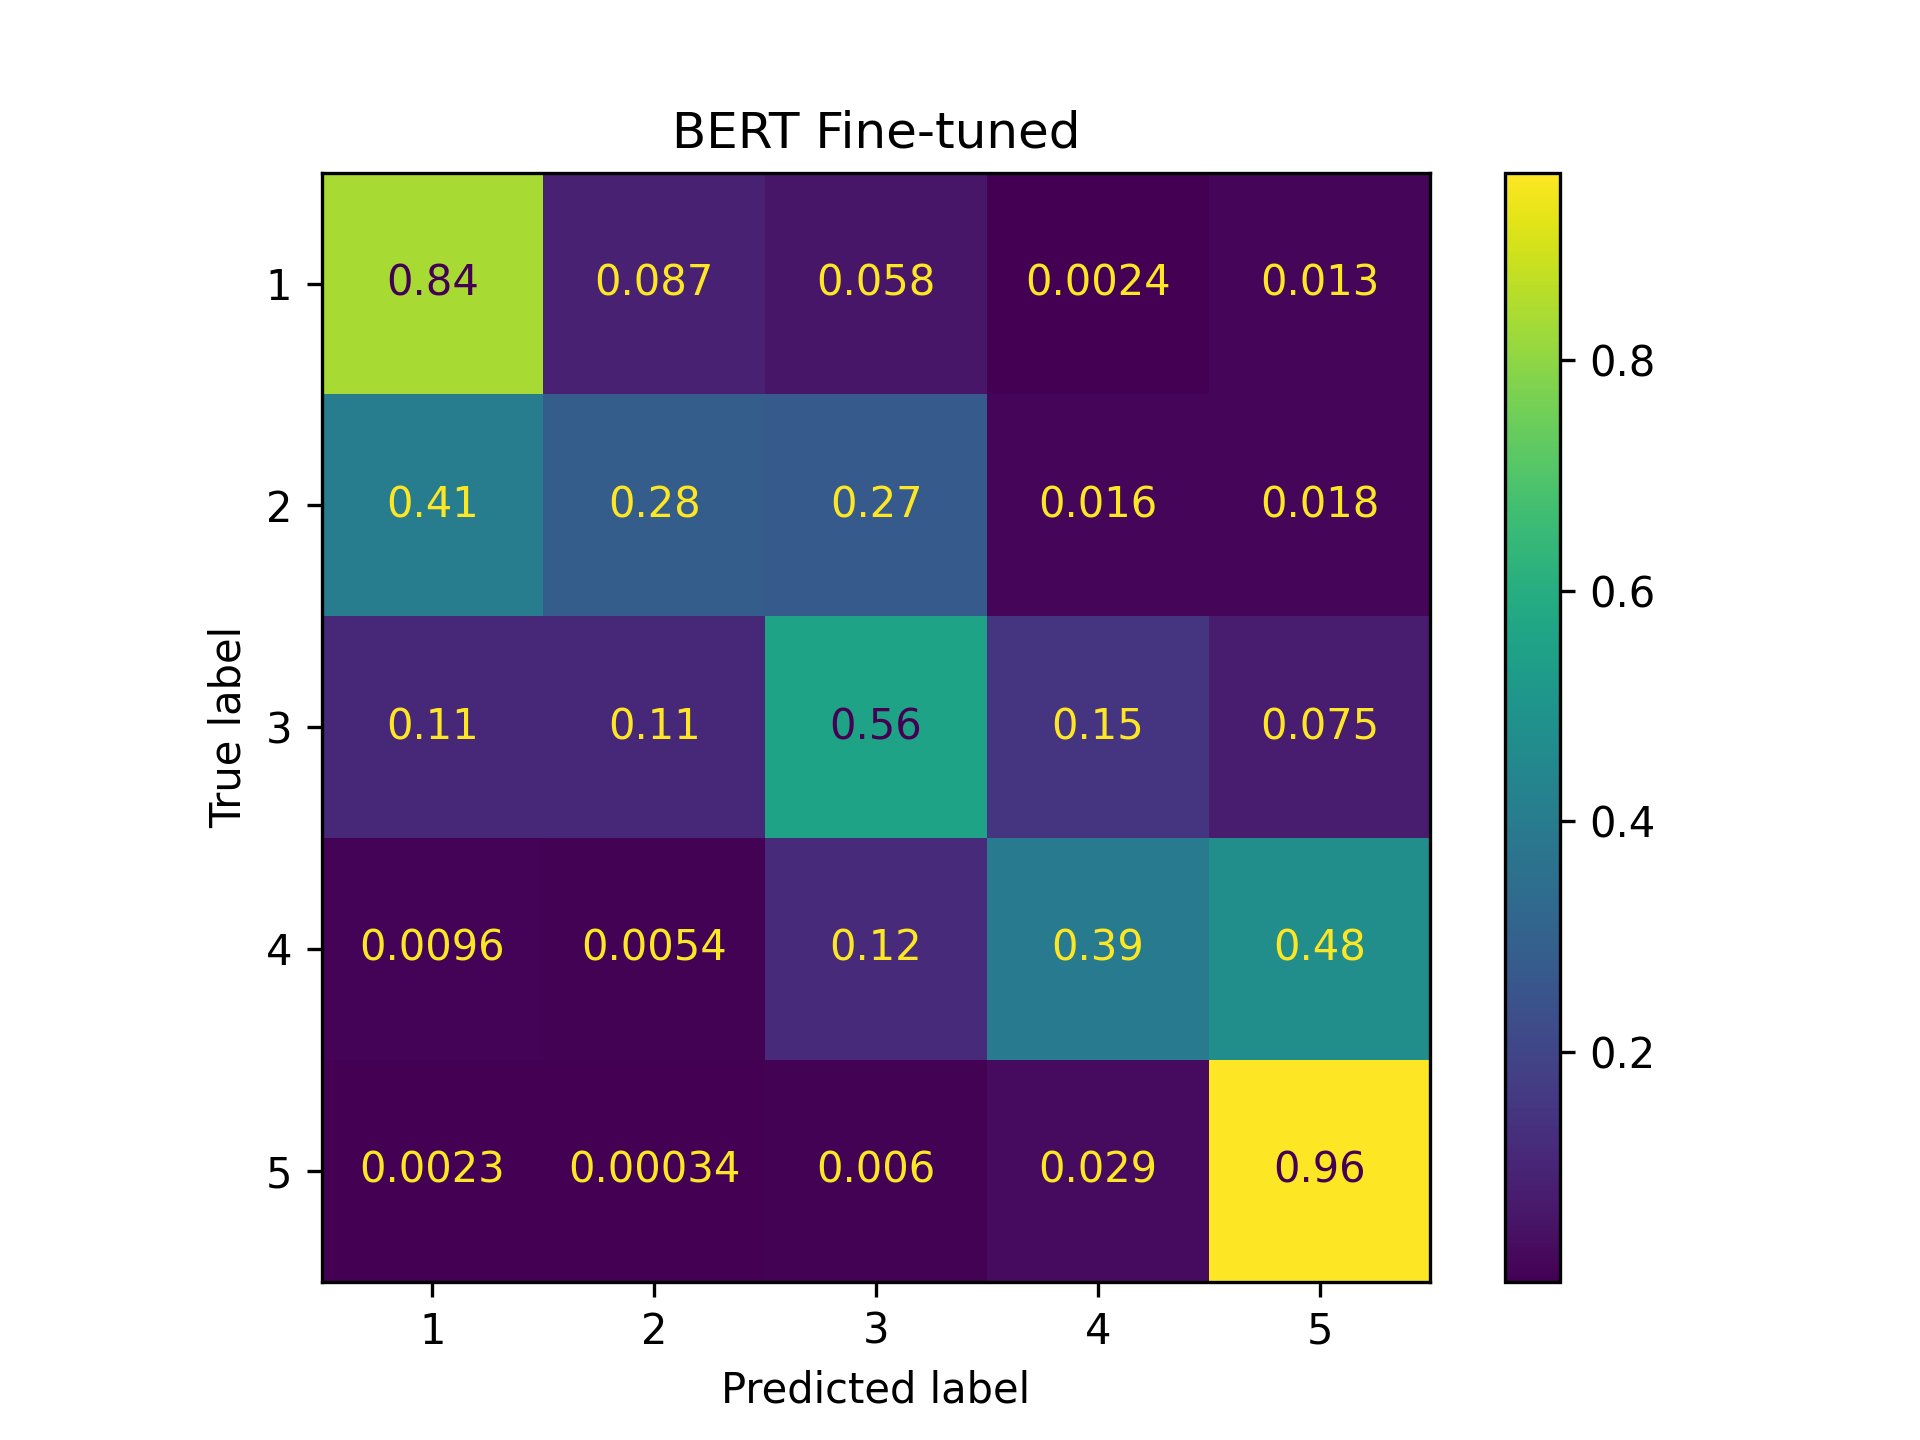 BERT Fine-tuned
1 0.84 0.087 0.058 0.0024 0.013
2 0.41 0.28 0.27 0.016 0.018
3 0.11 0.11 0.56 0.15 0.075
4 0.0096 0.0054 0.12 0.39 0.48
5 0.0023 0.00034 0.006 0.029 0.96
1 2 3 4 5
Predicted label
True label
0.8
0.6
0.4
0.2